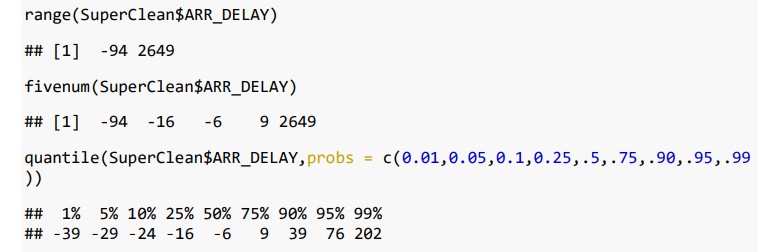 range(SuperClean$ARR_DELAY)
## [1]  -94 2649
fivenum(SuperClean$ARR_DELAY)
## [1]  -94  -16   -6    9 2649
quantile(SuperClean$ARR_DELAY,probs = c(0.01,0.05,0.1,0.25,.5,.75,.90,.95,.99
))
##  1%  5% 10% 25% 50% 75% 90% 95% 99%
## -39 -29 -24 -16  -6   9  39  76 202